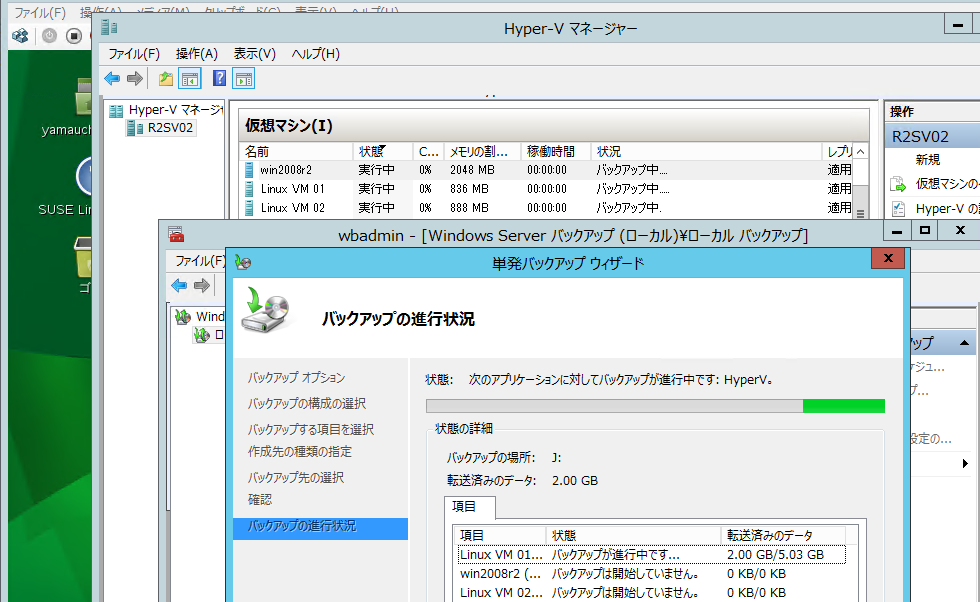 ファイル(F) 操作(A) メディア(M) クリップボード(C) 表示(V) ヘルプ(H)
Hyper-V マネージャー
ファイル(F) 操作(A) 表示(V) ヘルプ(H)
Hyper-V マネージ
R2SV02
仮想マシン(I)
名前 状態 C... メモリの割... 稼働時間 状況 レプリ
win2008r2 実行中 0% 2048 MB 00:00:00 バックアップ中.... 適用
Linux VM 01 実行中 0% 836 MB 00:00:00 バックアップ中... 適用
Linux VM 02 実行中 0% 888 MB 00:00:00 バックアップ中. 適用
操作
R2SV02
新規
仮想マシンの
Hyper-V の
yamauch
SUSE Lin
ゴ
wbadmin - [Windows Server バックアップ (ローカル)¥ローカル バックアップ]
ファイル(F)
Wind
ロ
ップ
ジュ...
プ...
設定の...
単発バックアップ ウィザード
バックアップの進行状況
バックアップ オプション
バックアップの構成の選択
バックアップする項目を選択
作成先の種類の指定
バックアップ先の選択
確認
バックアップの進行状況
状態: 次のアプリケーションに対してバックアップが進行中です: HyperV。
状態の詳細
バックアップの場所: J:
転送済みのデータ: 2.00 GB
項目
項目 状態 転送済みのデータ
Linux VM 01... バックアップが進行中です... 2.00 GB/5.03 GB
win2008r2 (... バックアップは開始していません。 0 KB/0 KB
Linux VM 02... バックアップは開始していません。 0 KB/0 KB